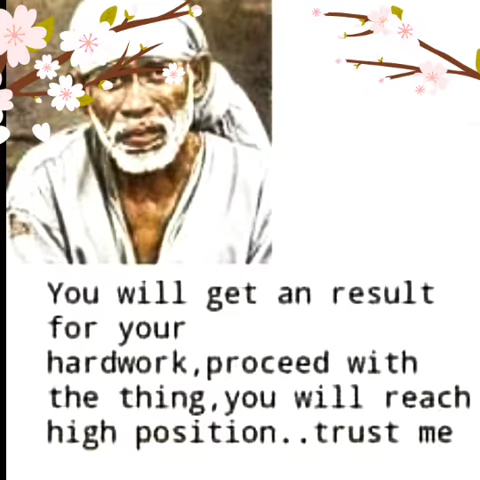 You will get an result
for your
hardwork,proceed with
the thing,you will reach
high position..trust me